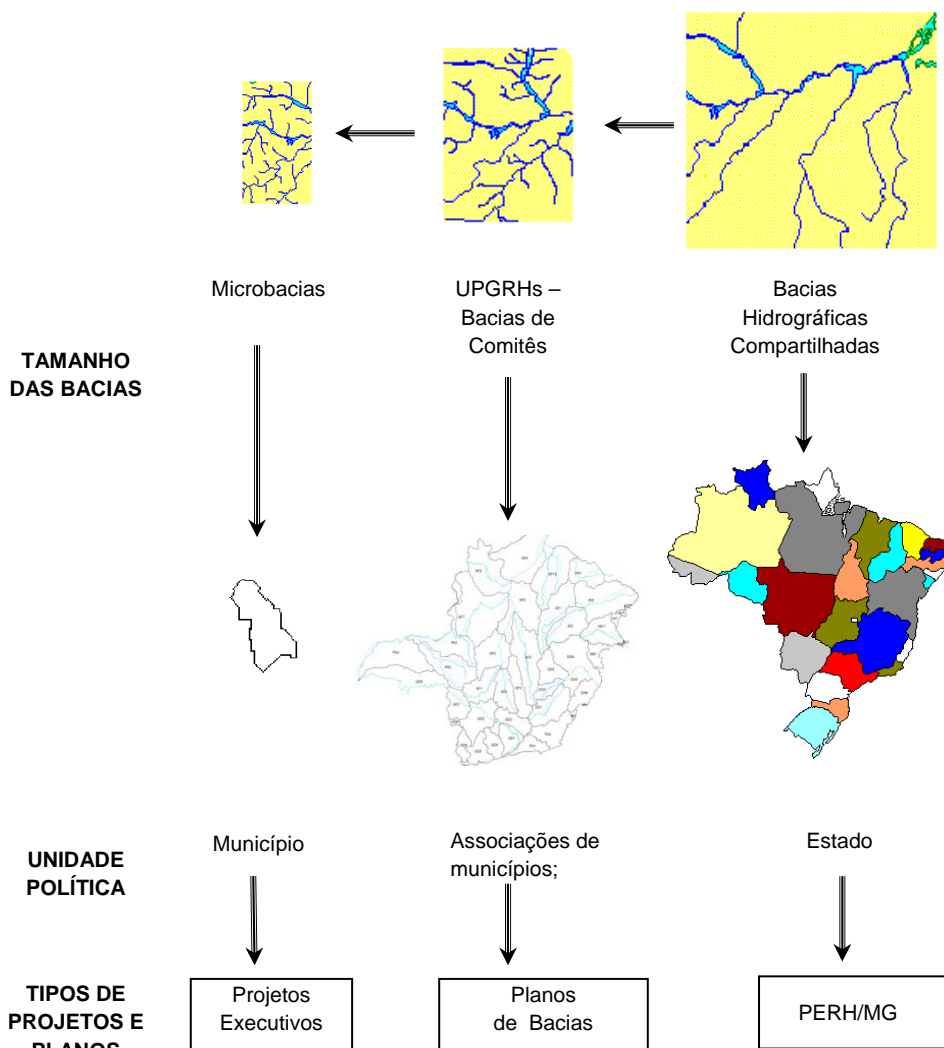 Microbacias
UPGRHs –
Bacias de
Comitês
Bacias
Hidrográficas
Compartilhadas
TAMANHO
DAS BACIAS
UNIDADE
POLÍTICA
Município
Associações de
municípios;
Estado
TIPOS DE
PROJETOS E
PLANOS
Projetos
Executivos
Planos
de Bacias
PERH/MG